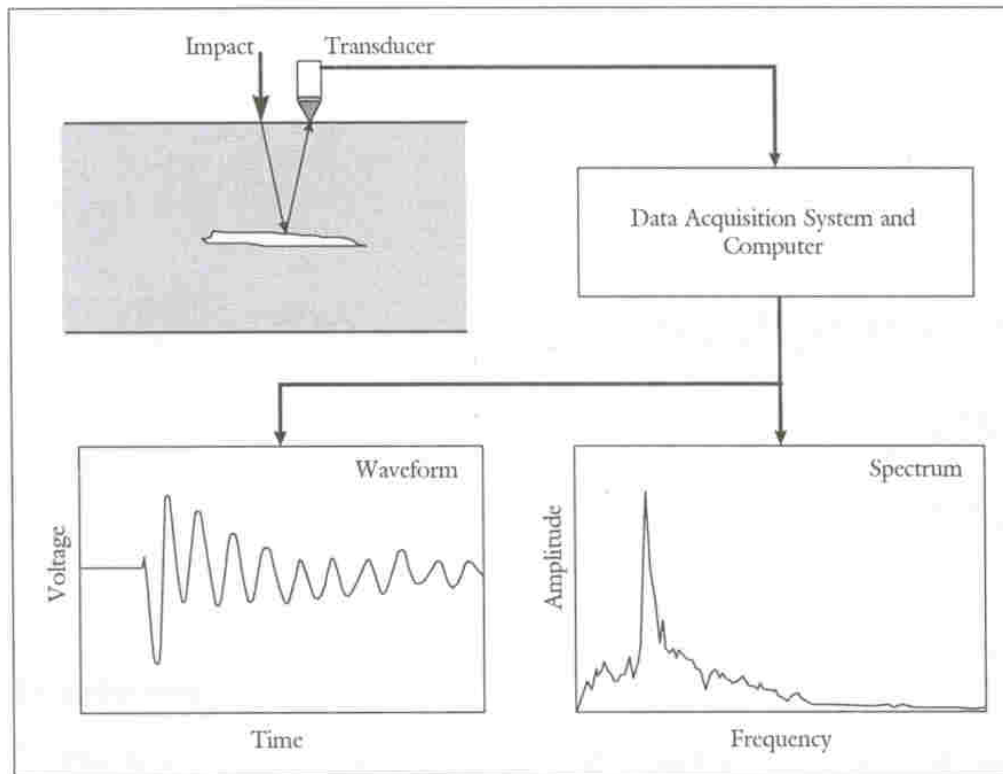 Impact
Transducer
Data Acquisition System and
Computer
Waveform
Voltage
Time
Spectrum
Amplitude
Frequency